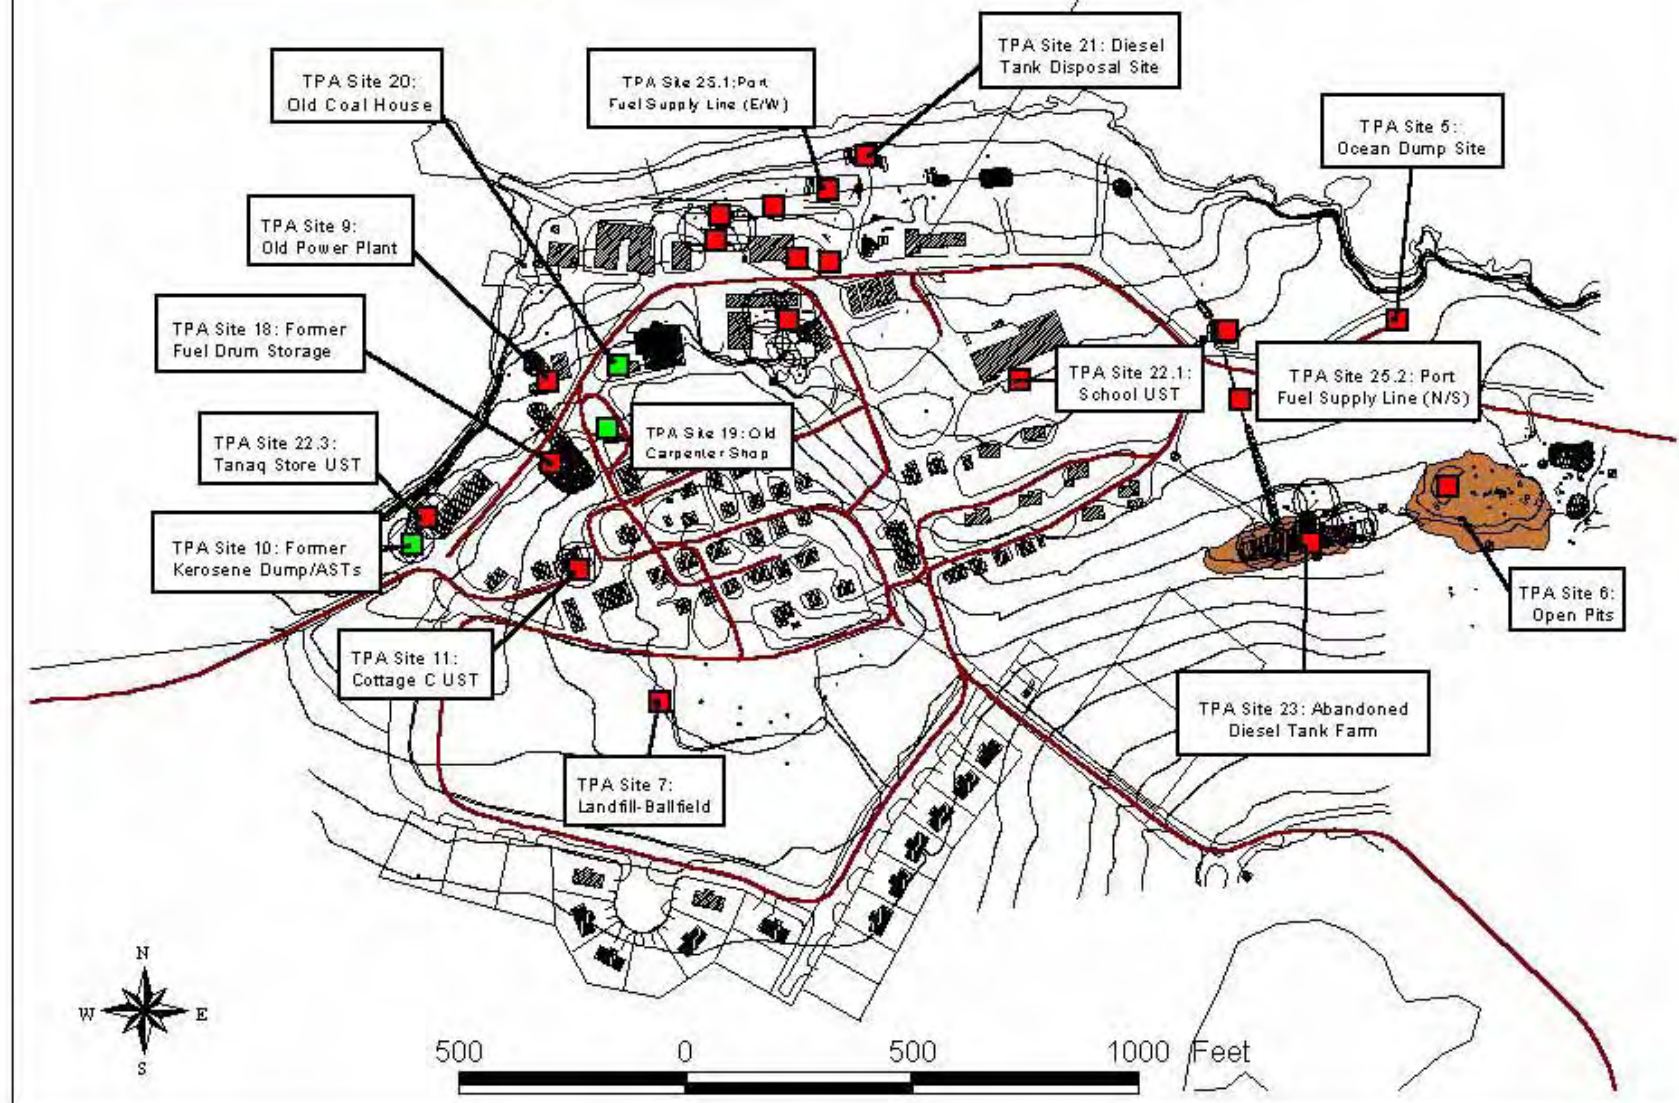 TPA Site 21: Diesel
Tank Disposal Site
TPA Site 20:
Old Coal House
TPA Site 25.1: Port
Fuel Supply Line (E/W)
TPA Site 5:
Ocean Dump Site
TPA Site 9:
Old Power Plant
TPA Site 18: Former
Fuel Drum Storage
TPA Site 22.1:
School UST
TPA Site 25.2: Port
Fuel Supply Line (N/S)
TPA Site 22.3:
Tanaq Store UST
TPA Site 19: Old
Carpenter Shop
TPA Site 10: Former
Kerosene Dump/ASTs
TPA Site 6:
Open Pits
TPA Site 11:
Cottage C UST
TPA Site 23: Abandoned
Diesel Tank Farm
TPA Site 7:
Landfill-Ballfield
N
W E
S
500 0 500 1000 Feet